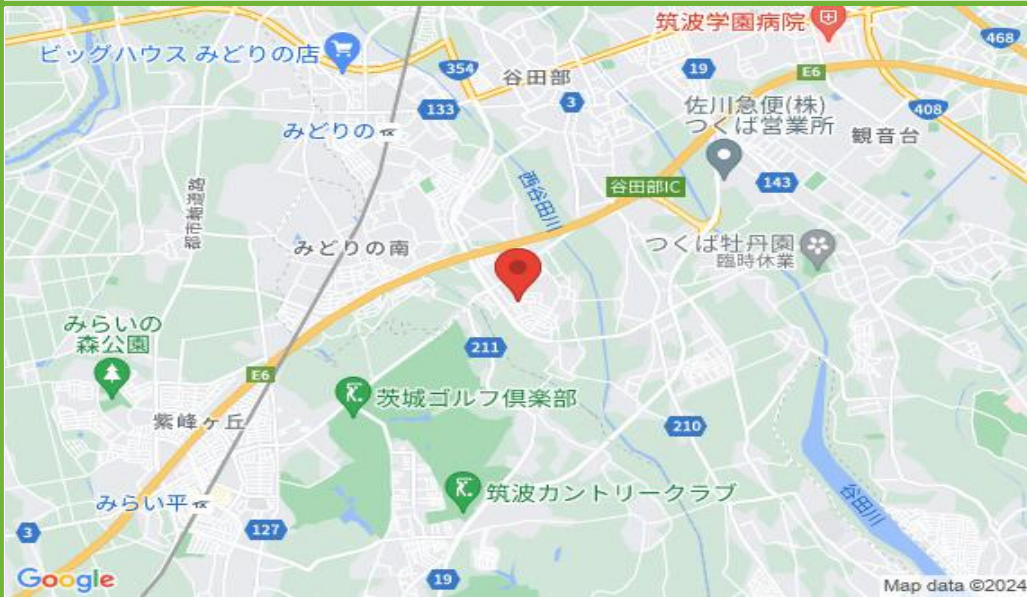 筑波学園病院
468
ビッグハウス みどりの店
354
谷田部
19
E6
133
3
佐川急便(株)
つくば営業所
408
観音台
みどりの
西谷田川
谷田部IC
143
都市軸道路
みどりの南
つくば牡丹園
臨時休業
みらいの
森公園
211
E6
茨城ゴルフ倶楽部
紫峰ヶ丘
210
筑波カントリークラブ
みらい平
谷田川
3
127
19
Google
Map data ©2024